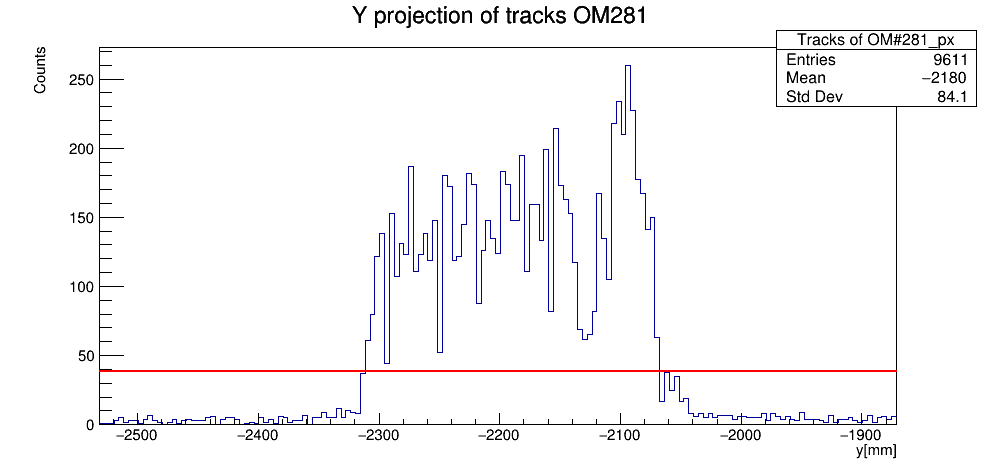 Y projection of tracks OM281
Tracks of OM#281_px
Entries 9611
Mean −2180
Std Dev 84.1
Counts
250
200
150
100
50
0
−2500 −2400 −2300 −2200 −2100 −2000 −1900
y[mm]